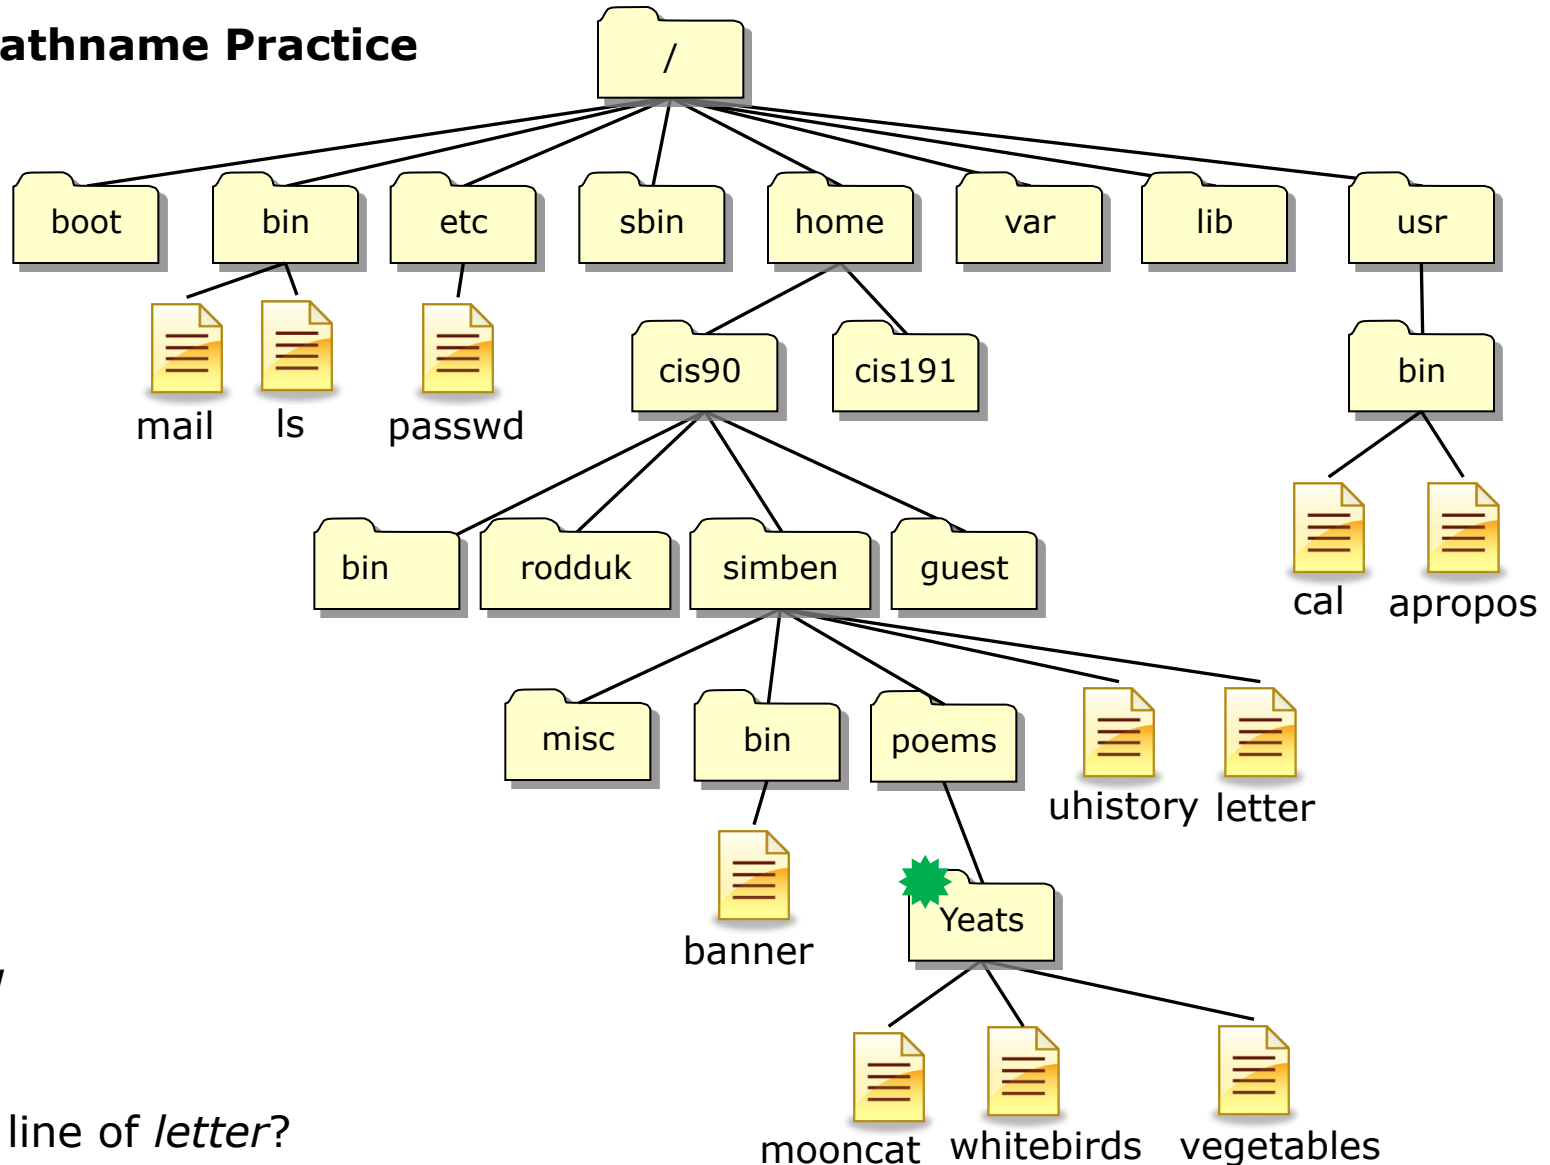 athname Practice
/
boot bin etc sbin home var lib usr
mail ls passwd
cis90 cis191 bin
bin rodduk simben guest
cal apropos
misc bin poems
uhistory letter
banner
Yeats
line of letter?
mooncat whitebirds vegetables